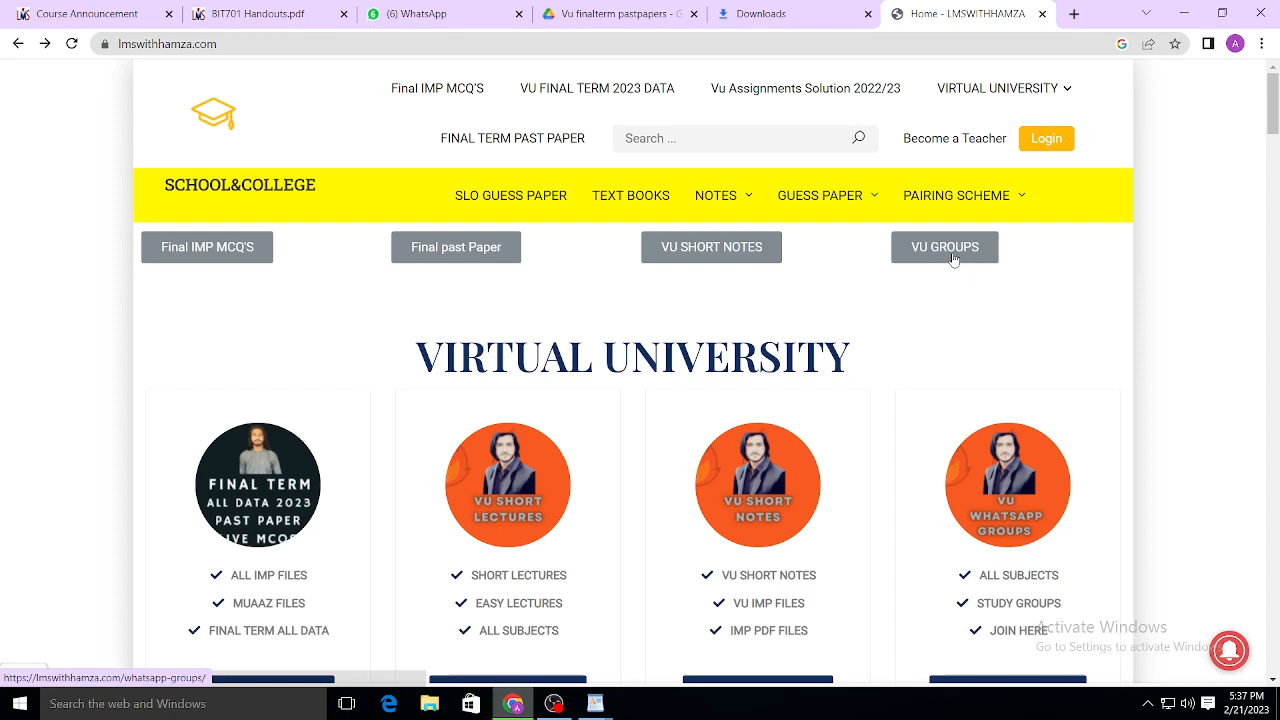 Course Announcement
BIT701-Announcement
(6) Whatsapp
Vu finalterm textpapers - G
Vu Downloads
Home - LMSWITHHAMZA
lmswithhamza.com
A
Final IMP MCQ'S
VU FINAL TERM 2023 DATA
Vu Assignments Solution 2022/23
VIRTUAL UNIVERSITY
FINAL TERM PAST PAPER
Search ...
Become a Teacher
Login
SCHOOL&COLLEGE
SLO GUESS PAPER
TEXT BOOKS
NOTES
GUESS PAPER
PAIRING SCHEME
Final IMP MCQ'S
Final past Paper
VU SHORT NOTES
VU GROUPS
VIRTUAL UNIVERSITY
FINAL TERM
ALL DATA 2023
PAST PAPER
VU SHORT
LECTURES
VU SHORT
NOTES
VU
WHATSAPP
GROUPS
ALL IMP FILES
MUAAZ FILES
FINAL TERM ALL DATA
SHORT LECTURES
EASY LECTURES
ALL SUBJECTS
VU SHORT NOTES
VU IMP FILES
IMP PDF FILES
ALL SUBJECTS
STUDY GROUPS
JOIN HERE
Activate Windows
Go to Settings to activate Windows
https://lmswithhamza.com/whatsapp-groups/
Search the web and Windows
5:37 PM
2/21/2023